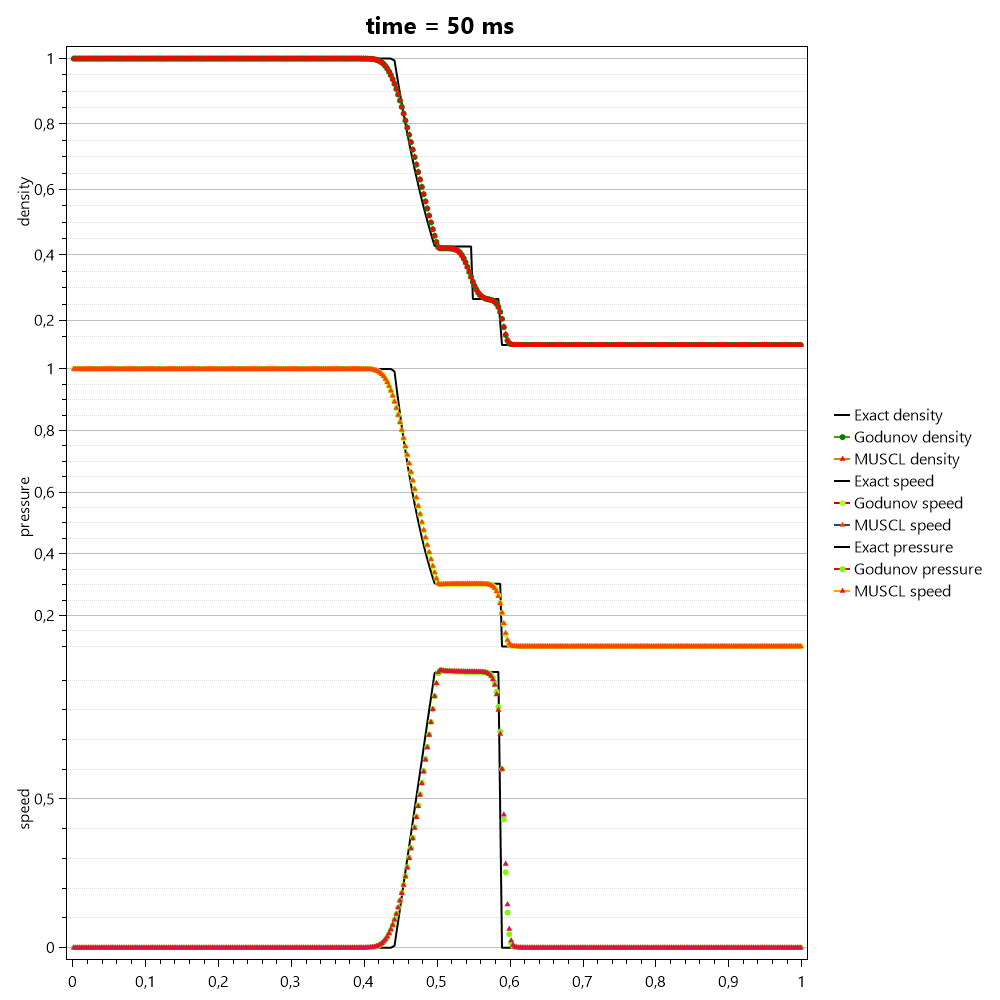 time = 50 ms
1
0,8
0,6
0,4
0,2
density
1
0,8
0,6
0,4
0,2
pressure
0,5
0
speed
0
0,1
0,2
0,3
0,4
0,5
0,6
0,7
0,8
0,9
1
Exact density
Godunov density
MUSCL density
Exact speed
Godunov speed
MUSCL speed
Exact pressure
Godunov pressure
MUSCL speed